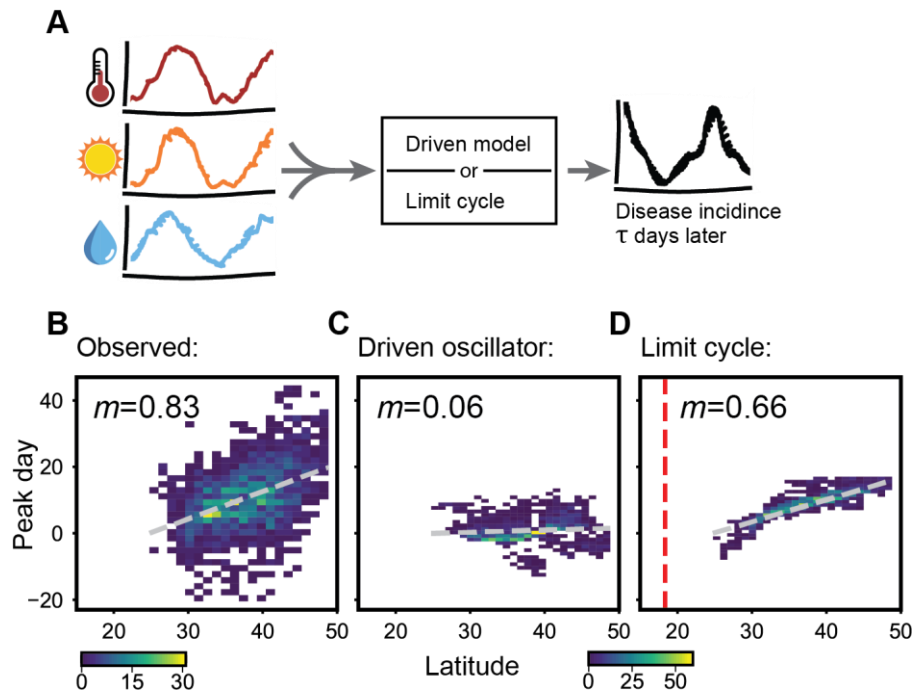 A
Driven model
or
Limit cycle
Disease incidince
τ days later
B
Observed:
C
Driven oscillator:
D
Limit cycle:
m=0.83
m=0.06
m=0.66
Peak day
40
20
0
−20
20 30 40 50
20 30 40 50
20 30 40 50
Latitude
0 15 30
0 25 50